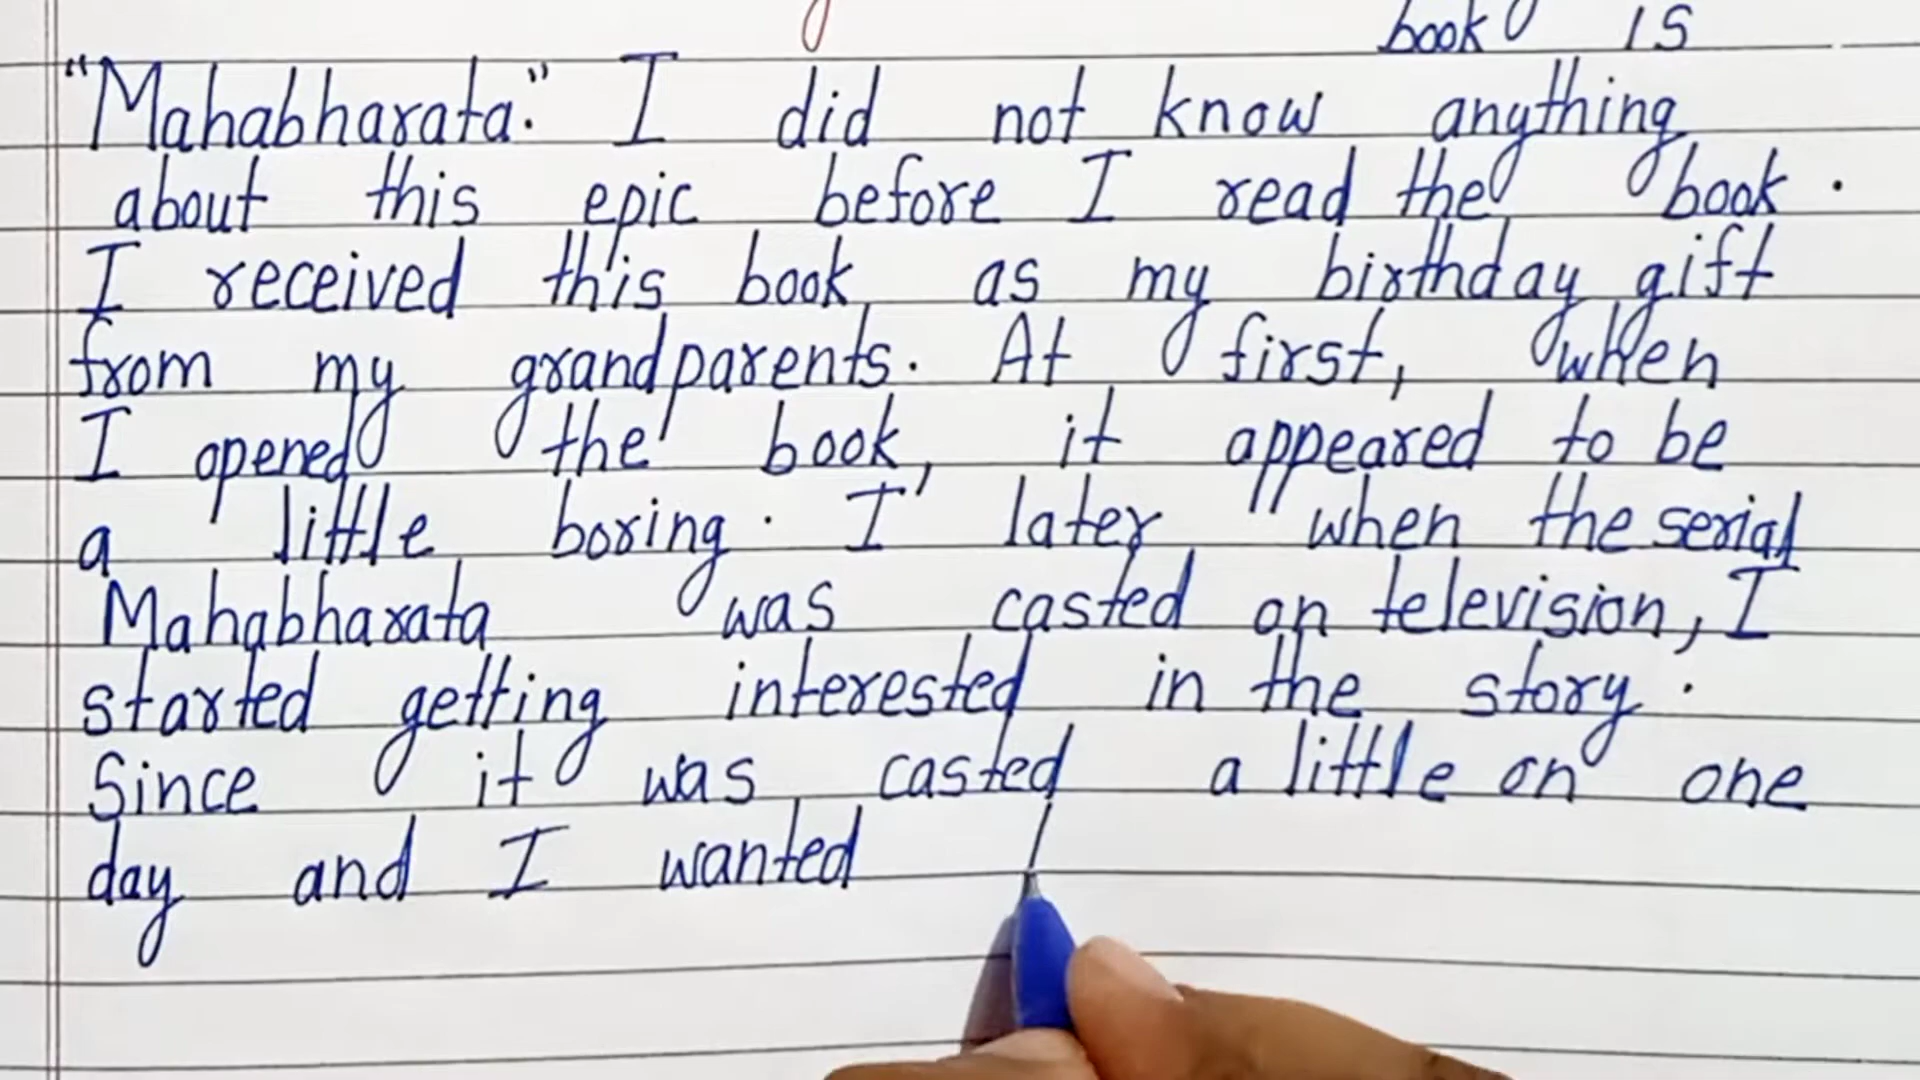 book is
"Mahabharata." I did not know anything
about this epic before I read the book.
I received this book as my birthday gift
from my grandparents. At first, when
I opened the book, it appeared to be
a little boring. I later when the serial
Mahabharata was casted on television, I
started getting interested in the story.
Since it was casted a little on one
day and I wanted